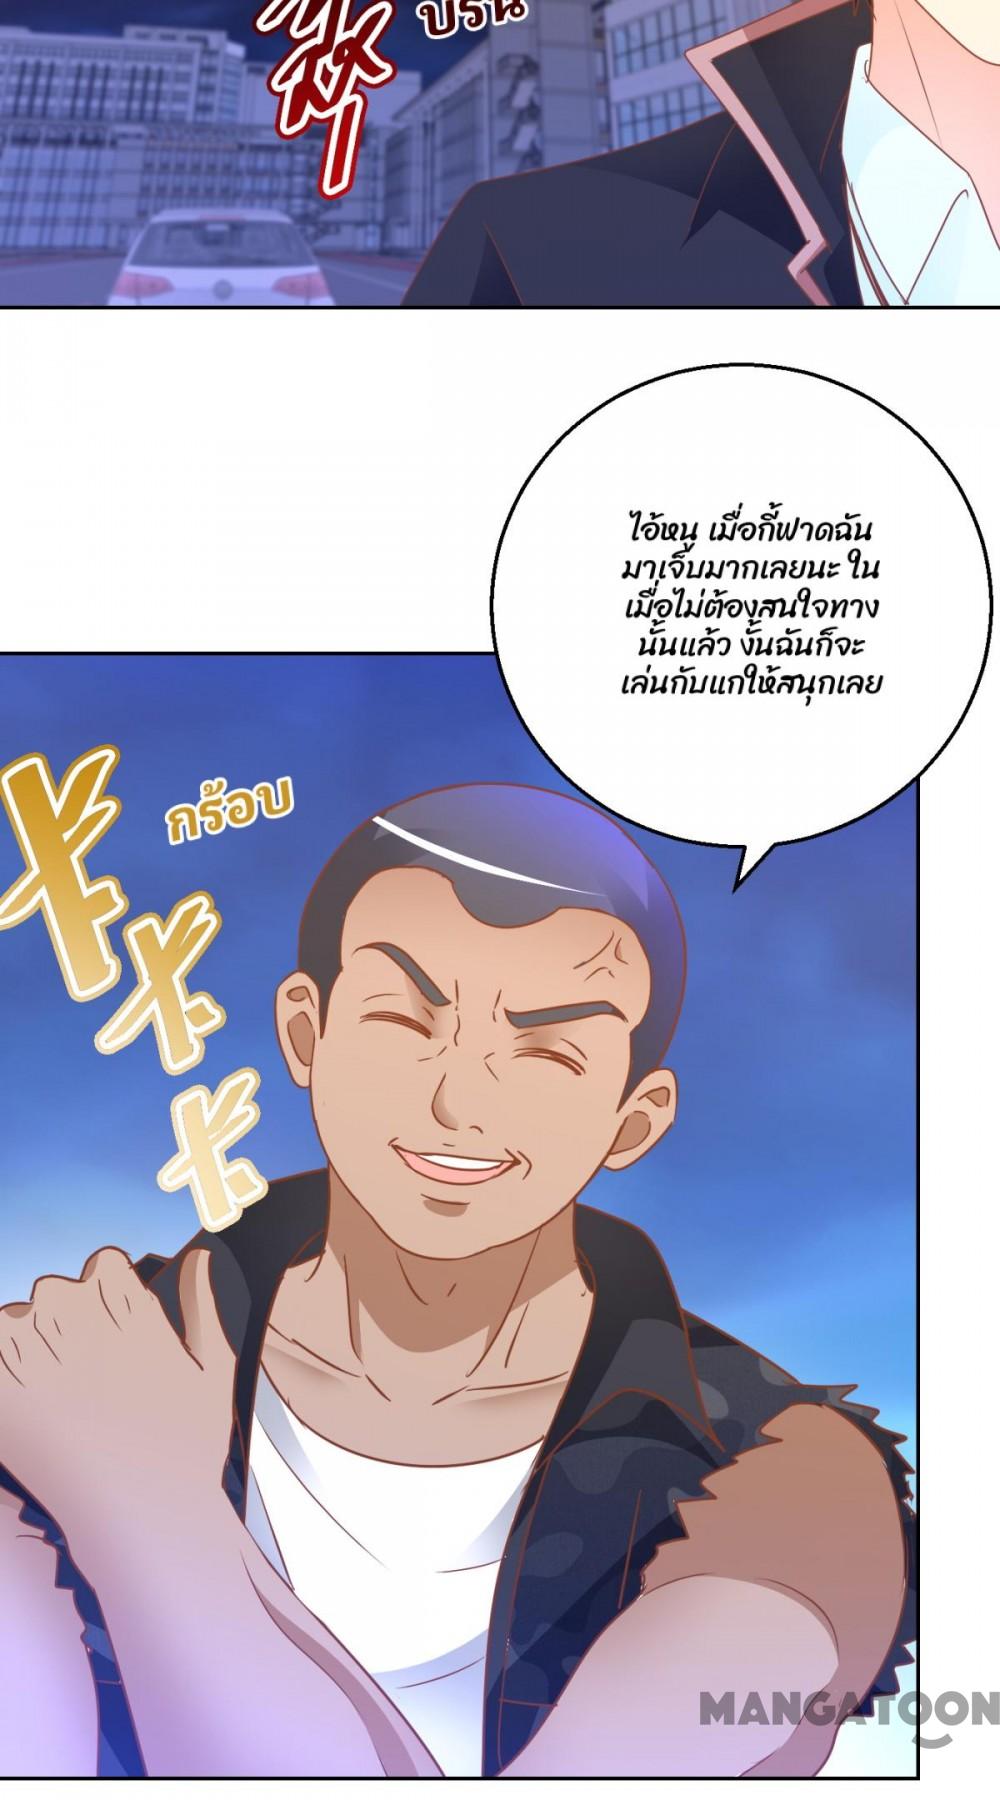 ปริ๊น
ไอ้หนู เมื่อกี้ฟาดฉัน
มาเจ็บมากเลยนะ ใน
เมื่อไม่ต้องสนใจทาง
นั้นแล้ว งั้นฉันก็จะ
เล่นกับแกให้สนุกเลย
กร้อบ
卡
卡
卡
MANGATOON